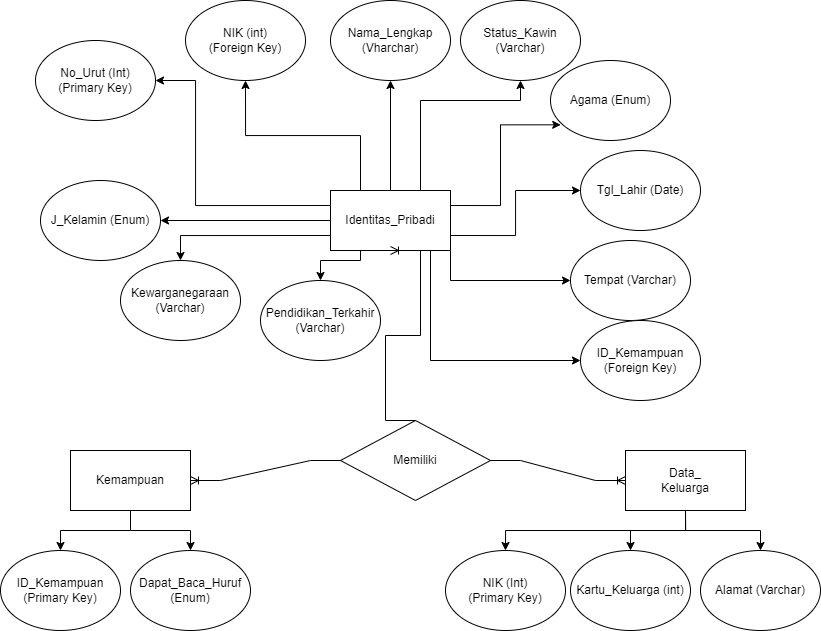 NIK (int)
(Foreign Key)
Nama_Lengkap
(Vharchar)
Status_Kawin
(Varchar)
No_Urut (Int)
(Primary Key)
Agama (Enum)
J_Kelamin (Enum)
Identitas_Pribadi
Tgl_Lahir (Date)
Kewarganegaraan
(Varchar)
Pendidikan_Terkahir
(Varchar)
Tempat (Varchar)
ID_Kemampuan
(Foreign Key)
Kemampuan
Memiliki
Data_
Keluarga
ID_Kemampuan
(Primary Key)
Dapat_Baca_Huruf
(Enum)
NIK (Int)
(Primary Key)
Kartu_Keluarga (int)
Alamat (Varchar)